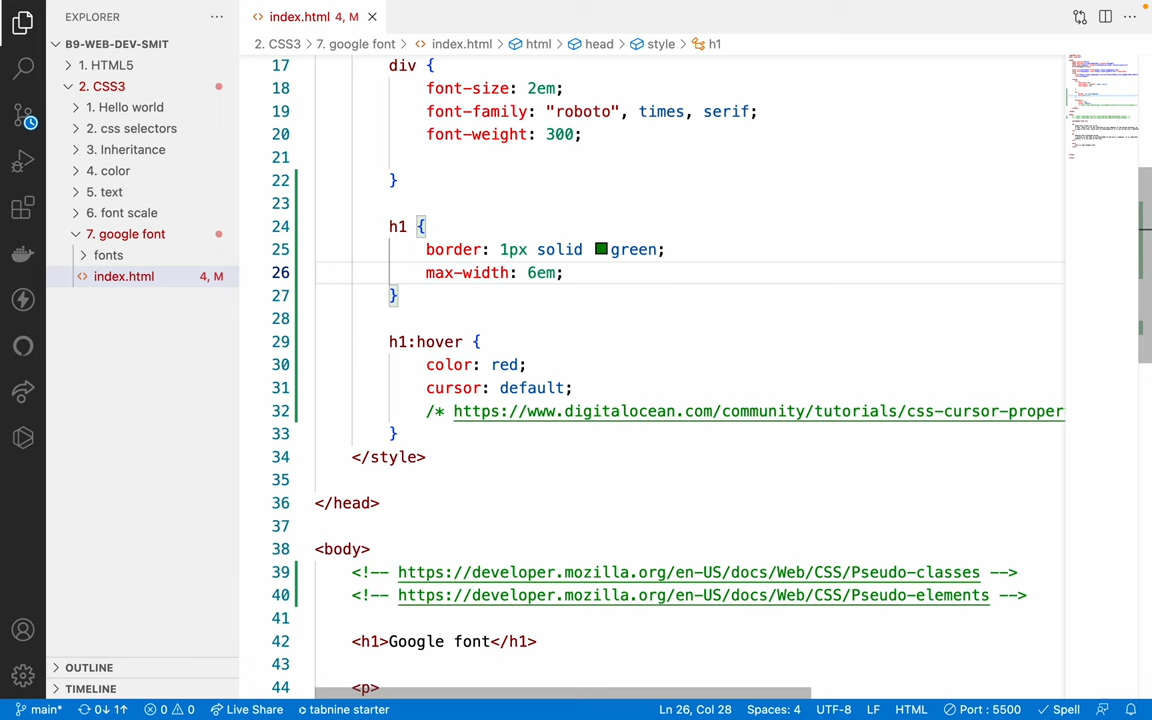 EXPLORER
index.html 4, M
B9-WEB-DEV-SMIT
2. CSS3 > 7. google font > index.html > html > head > style > h1
1. HTML5
2. CSS3
1. Hello world
2. css selectors
3. Inheritance
4. color
5. text
6. font scale
7. google font
fonts
index.html 4, M
OUTLINE
TIMELINE
17 div {
18 font-size: 2em;
19 font-family: "roboto", times, serif;
20 font-weight: 300;
21
22 }
23
24 h1 {
25 border: 1px solid green;
26 max-width: 6em;
27 }
28
29 h1:hover {
30 color: red;
31 cursor: default;
32 /* https://www.digitalocean.com/community/tutorials/css-cursor-proper
33 }
34 </style>
35
36 </head>
37
38 <body>
39 <!-- https://developer.mozilla.org/en-US/docs/Web/CSS/Pseudo-classes -->
40 <!-- https://developer.mozilla.org/en-US/docs/Web/CSS/Pseudo-elements -->
41
42 <h1>Google font</h1>
43
44 <p>
main* 0↓ 1↑ 0 0 Live Share tabnine starter Ln 26, Col 28 Spaces: 4 UTF-8 LF HTML Port : 5500 Spell